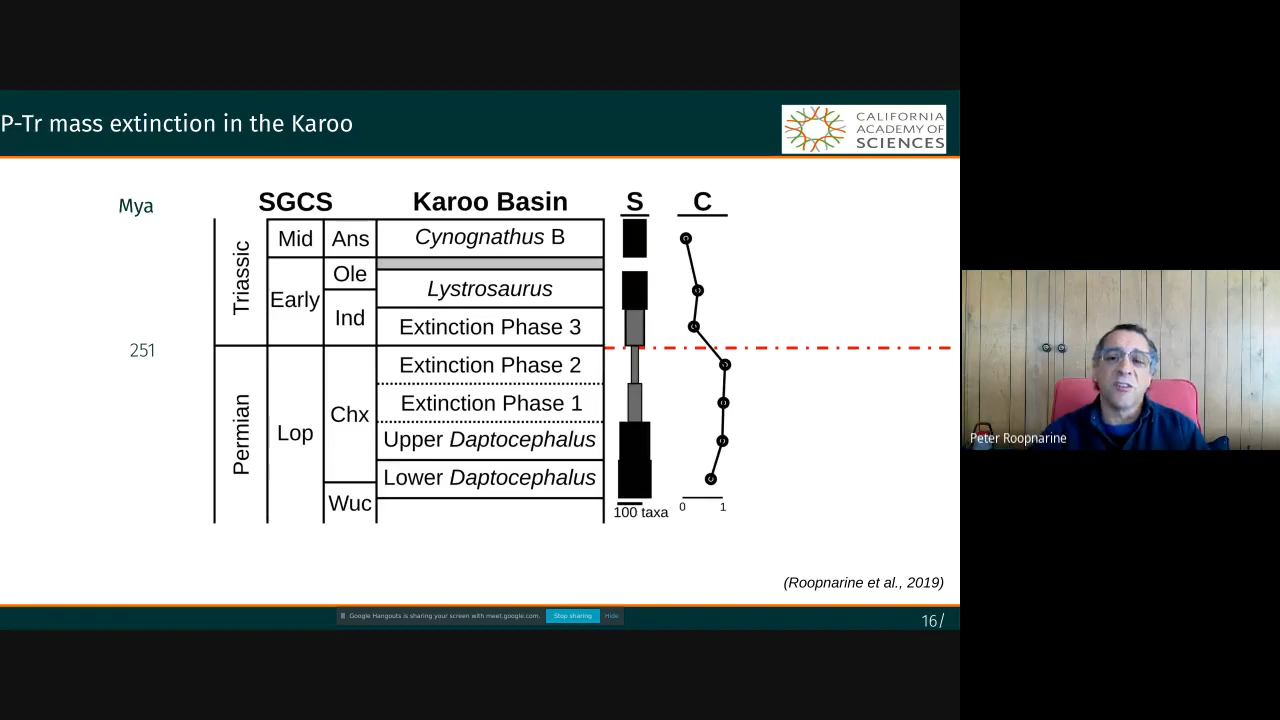 P-Tr mass extinction in the Karoo
CALIFORNIA
ACADEMY OF
SCIENCES
Mya
SGCS
Karoo Basin
S
C
Triassic
Mid
Ans
Cynognathus B
Early
Ole
Lystrosaurus
Ind
Extinction Phase 3
251
Permian
Lop
Chx
Extinction Phase 2
Extinction Phase 1
Upper Daptocephalus
Lower Daptocephalus
Wuc
100 taxa
0
1
(Roopnarine et al., 2019)
Google Hangouts is sharing your screen with meet.google.com.
Stop sharing
Hide
16/
Peter Roopnarine